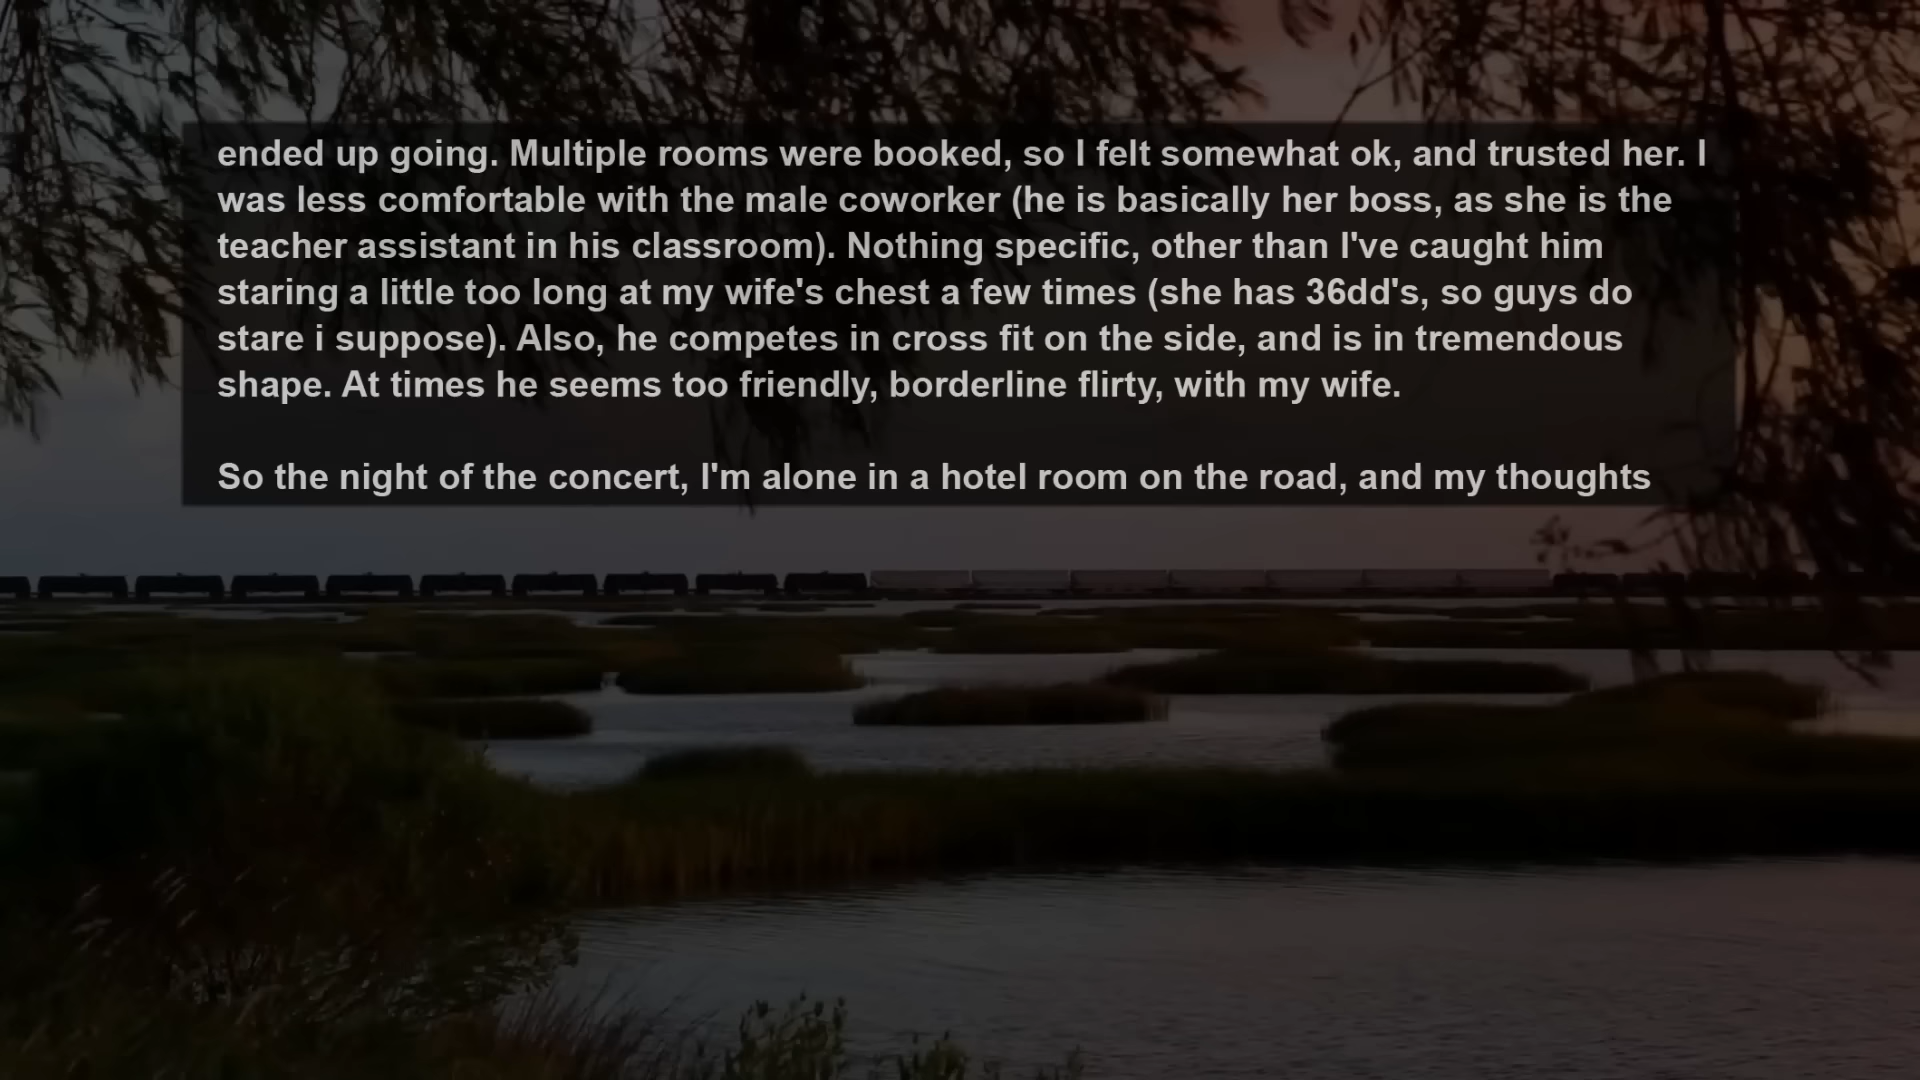 ended up going. Multiple rooms were booked, so I felt somewhat ok, and trusted her. I
was less comfortable with the male coworker (he is basically her boss, as she is the
teacher assistant in his classroom). Nothing specific, other than I've caught him
staring a little too long at my wife's chest a few times (she has 36dd's, so guys do
stare i suppose). Also, he competes in cross fit on the side, and is in tremendous
shape. At times he seems too friendly, borderline flirty, with my wife.
So the night of the concert, I'm alone in a hotel room on the road, and my thoughts